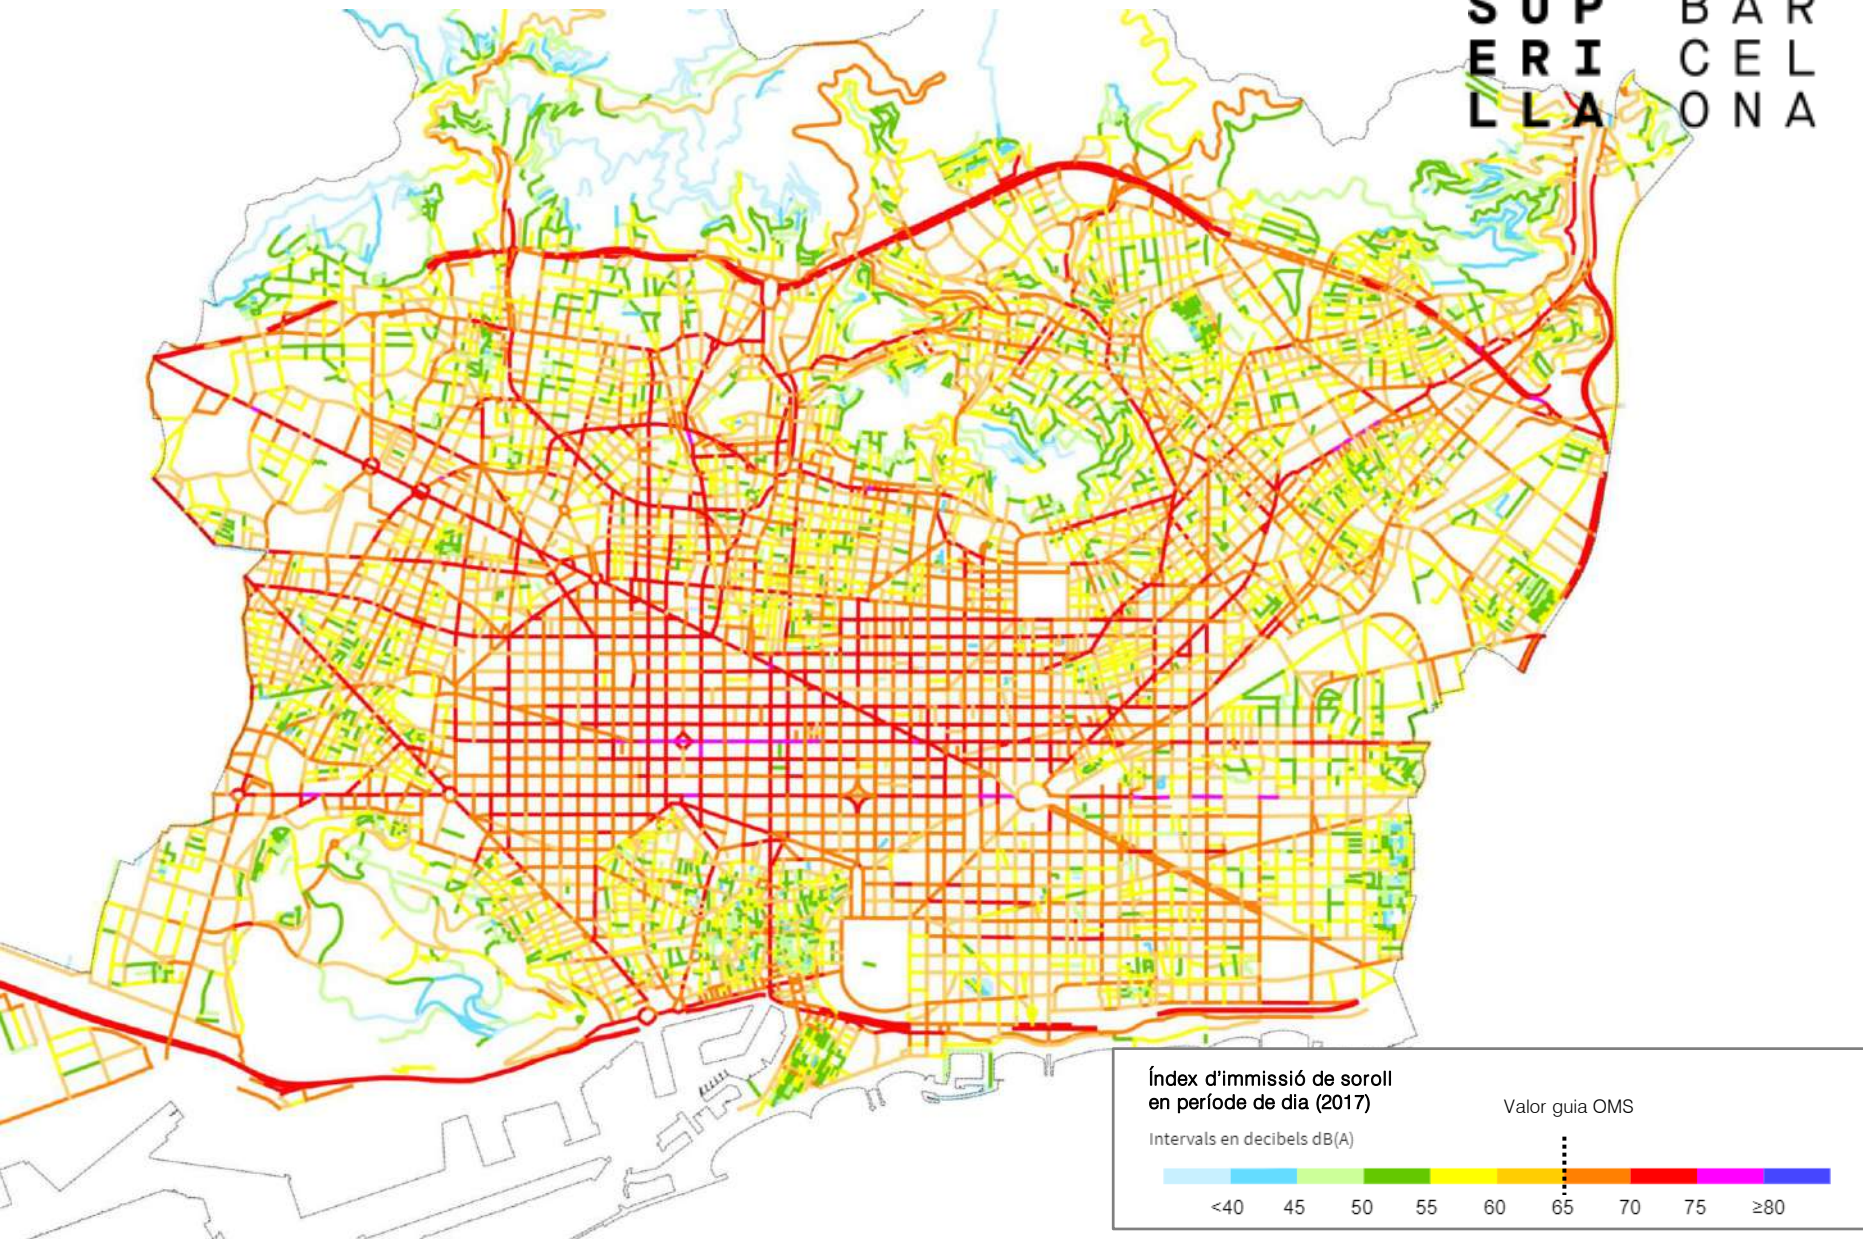 SUP BAR
ERI CEL
LLA ONA
Índex d'immissió de soroll
en període de dia (2017)
Valor guia OMS
Intervals en decibels dB(A)
<40 45 50 55 60 65 70 75 ≥80